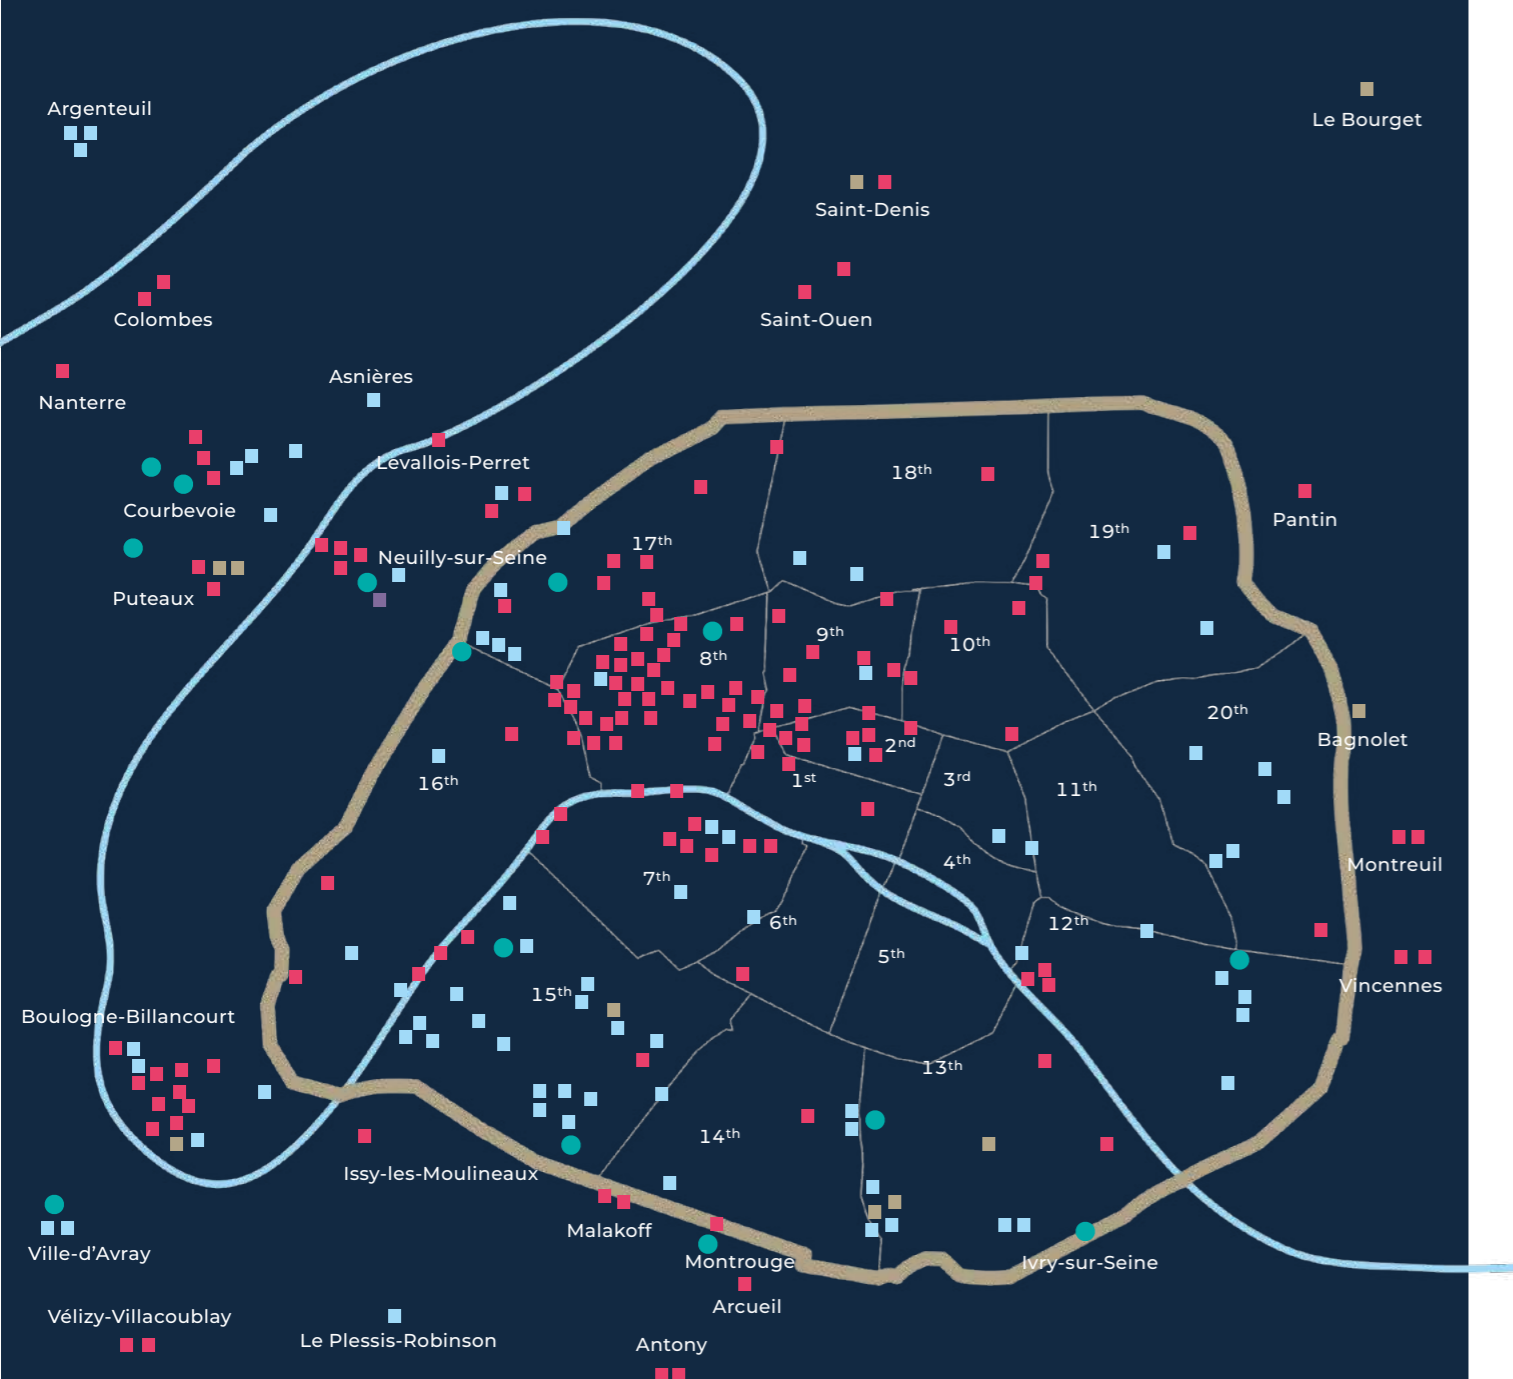 Argenteuil
Le Bourget
Saint-Denis
Colombes
Saint-Ouen
Asnières
Nanterre
Levallois-Perret
18th
Courbevoie
Pantin
19th
17th
Neuilly-sur-Seine
Puteaux
9th
10th
8th
20th
2nd
Bagnolet
16th
1st
3rd
11th
4th
Montreuil
7th
6th
12th
5th
15th
Vincennes
Boulogne-Billancourt
13th
14th
Issy-les-Moulineaux
Malakoff
Ville-d’Avray
Montrouge
Ivry-sur-Seine
Arcueil
Vélizy-Villacoublay
Le Plessis-Robinson
Antony